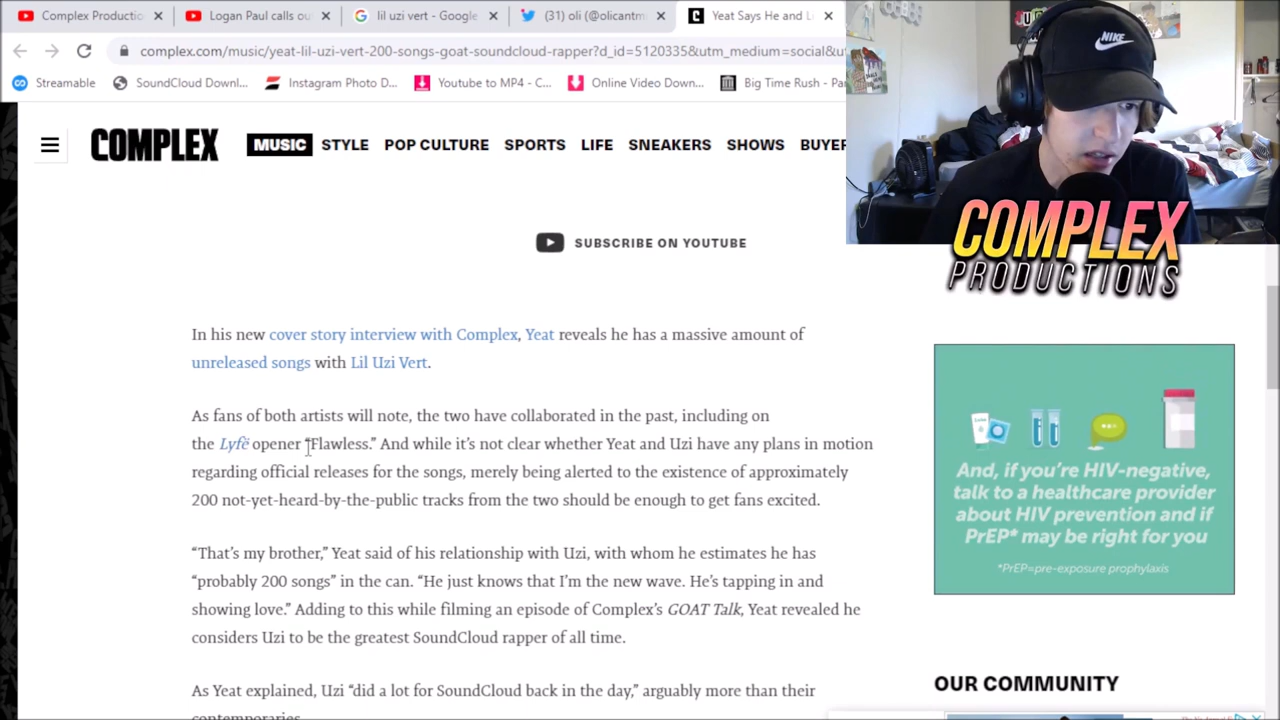 Complex Productio
Logan Paul calls ou
lil uzi vert - Google
(31) oli (@olicantm
Yeat Says He and L
complex.com/music/yeat-lil-uzi-vert-200-songs-goat-soundcloud-rapper?d_id=5120335&utm_medium=social&u
Streamable
SoundCloud Downl...
Instagram Photo D...
Youtube to MP4 - C...
Online Video Down...
Big Time Rush - Pa
NIKE
COMPLEX
MUSIC STYLE POP CULTURE SPORTS LIFE SNEAKERS SHOWS BUYER
COMPLEX
PRODUCTIONS
SUBSCRIBE ON YOUTUBE
In his new cover story interview with Complex, Yeat reveals he has a massive amount of
unreleased songs with Lil Uzi Vert.
As fans of both artists will note, the two have collaborated in the past, including on
the Lyfë opener “Flawless.” And while it’s not clear whether Yeat and Uzi have any plans in motion
regarding official releases for the songs, merely being alerted to the existence of approximately
200 not-yet-heard-by-the-public tracks from the two should be enough to get fans excited.
“That’s my brother,” Yeat said of his relationship with Uzi, with whom he estimates he has
“probably 200 songs” in the can. “He just knows that I’m the new wave. He’s tapping in and
showing love.” Adding to this while filming an episode of Complex’s GOAT Talk, Yeat revealed he
considers Uzi to be the greatest SoundCloud rapper of all time.
As Yeat explained, Uzi “did a lot for SoundCloud back in the day,” arguably more than their
contemporaries.
And, if you're HIV-negative,
talk to a healthcare provider
about HIV prevention and if
PrEP* may be right for you
*PrEP=pre-exposure prophylaxis
OUR COMMUNITY